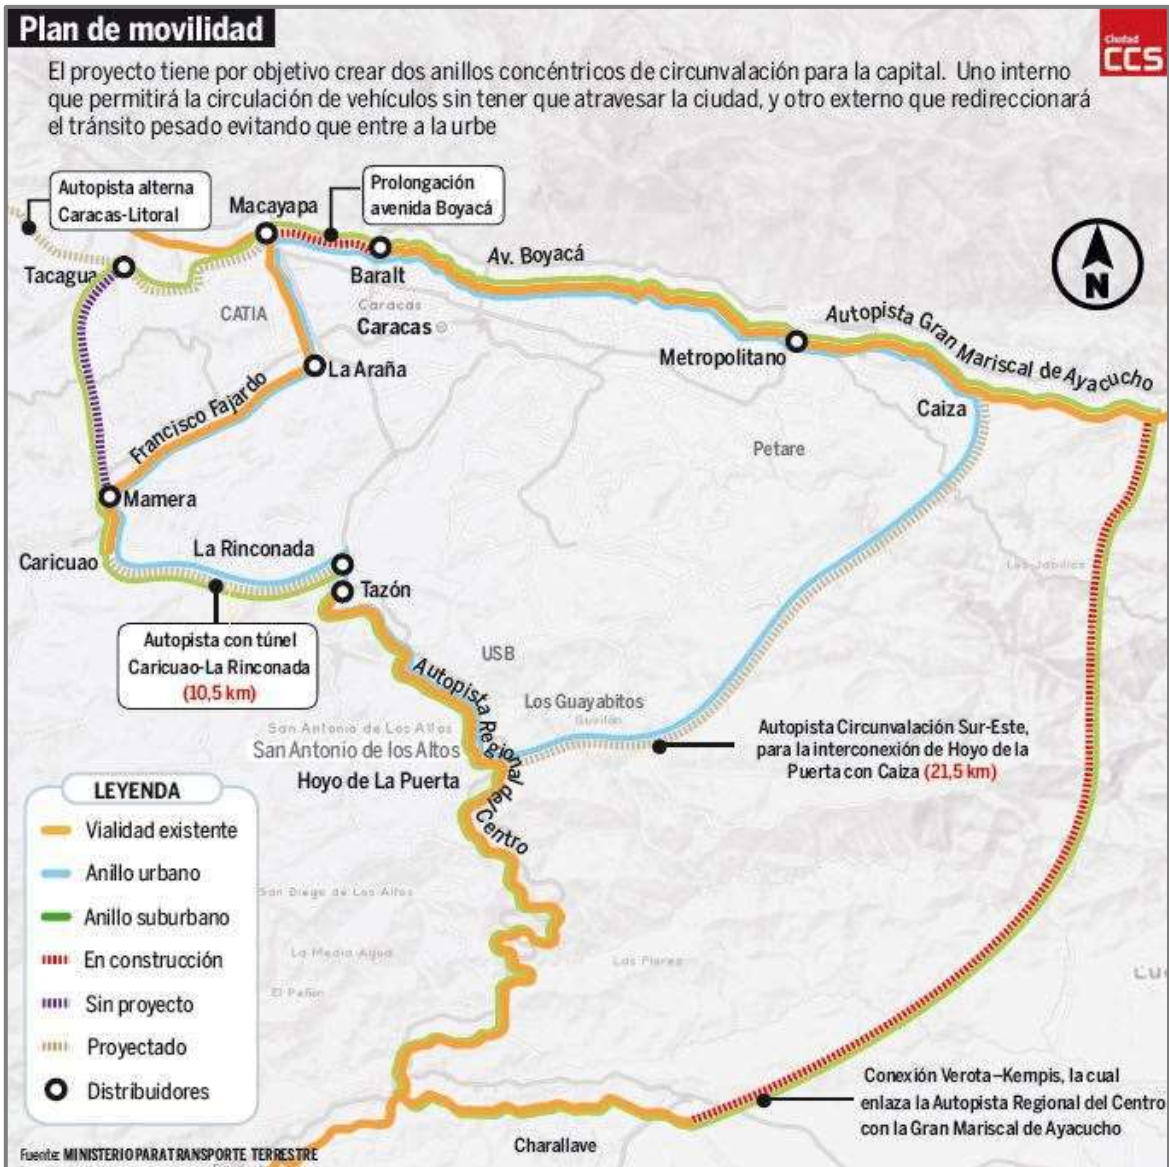 Plan de movilidad
Ciudad
CCS
El proyecto tiene por objetivo crear dos anillos concéntricos de circunvalación para la capital. Uno interno
que permitirá la circulación de vehículos sin tener que atravesar la ciudad, y otro externo que redireccionará
el tránsito pesado evitando que entre a la urbe
Autopista alterna
Caracas-Litoral
Macayapa
Prolongación
avenida Boyacá
Tacagua
Baralt
Av. Boyacá
N
CATIA
Caracas
Caracas
Autopista Gran Mariscal de Ayacucho
Metropolitano
La Araña
Francisco Fajardo
Caiza
Petare
Mamera
La Rinconada
Caricuao
Tazón
Autopista con túnel
Caricuao-La Rinconada
(10,5 km)
USB
Autopista Regional del Centro
Los Guayabitos
San Antonio de Los Altos
San Antonio de los Altos
Hoyo de La Puerta
Autopista Circunvalación Sur-Este,
para la interconexión de Hoyo de la
Puerta con Caiza (21,5 km)
LEYENDA
Vialidad existente
Anillo urbano
Anillo suburbano
En construcción
Sin proyecto
Proyectado
Distribuidores
San Diego de Los Altos
La Media Agua
El Peñón
Las Flores
Conexión Verota–Kempis, la cual
enlaza la Autopista Regional del Centro
con la Gran Mariscal de Ayacucho
Charallave
Fuente: MINISTERIO PARA TRANSPORTE TERRESTRE